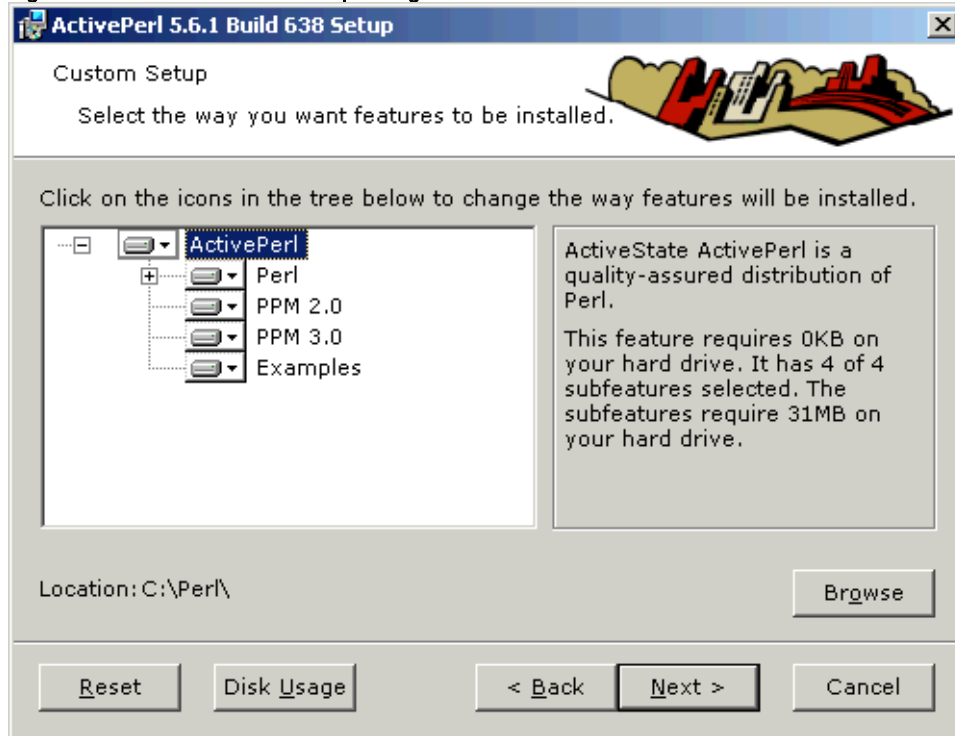 ActivePerl 5.6.1 Build 638 Setup
Custom Setup
Select the way you want features to be installed.
Click on the icons in the tree below to change the way features will be installed.
ActivePerl
Perl
PPM 2.0
PPM 3.0
Examples
ActiveState ActivePerl is a
quality-assured distribution of
Perl.
This feature requires 0KB on
your hard drive. It has 4 of 4
subfeatures selected. The
subfeatures require 31MB on
your hard drive.
Location: C:\Perl\
Browse
Reset
Disk Usage
< Back
Next >
Cancel